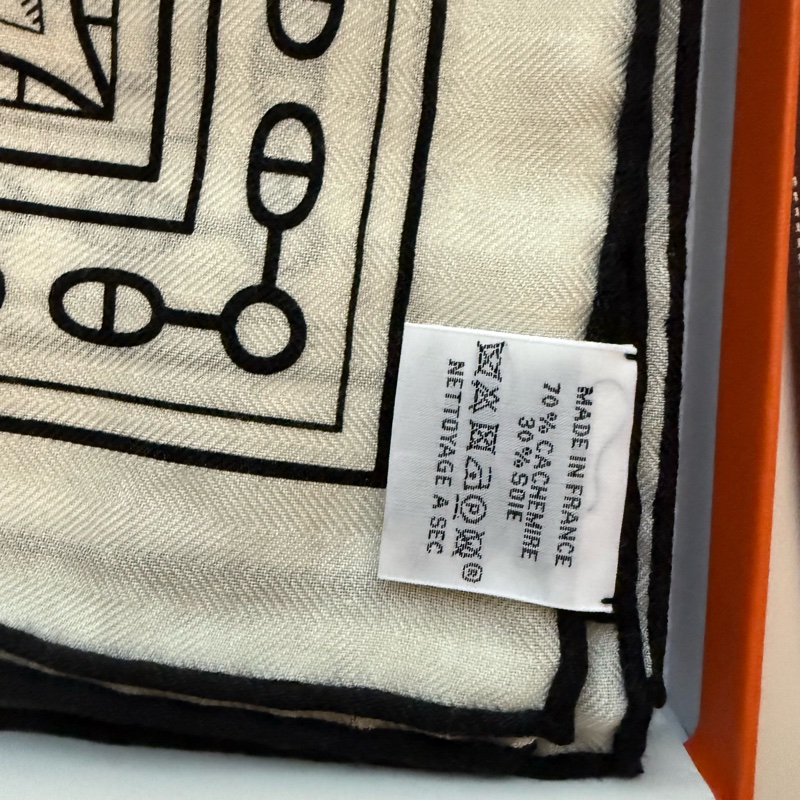 MADE IN FRANCE
70 % CACHEMIRE
30 % SOIE
®
NETTOYAGE A SEC